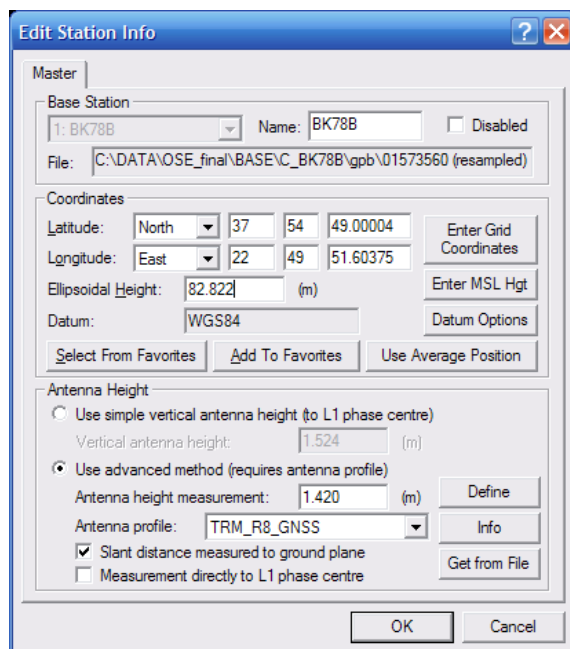 Edit Station Info
Master
Base Station
1: BK78B Name: BK78B Disabled
File: C:\DATA\OSE_final\BASE\C_BK78B\gpb\01573560 (resampled)
Coordinates
Latitude: North 37 54 49.00004 Enter Grid Coordinates
Longitude: East 22 49 51.60375
Ellipsoidal Height: 82.822 (m) Enter MSL Hgt
Datum: WGS84 Datum Options
Select From Favorites Add To Favorites Use Average Position
Antenna Height
Use simple vertical antenna height (to L1 phase centre)
Vertical antenna height: 1.524 (m)
Use advanced method (requires antenna profile)
Antenna height measurement: 1.420 (m) Define
Antenna profile: TRM_R8_GNSS Info
Slant distance measured to ground plane
Measurement directly to L1 phase centre Get from File
OK Cancel